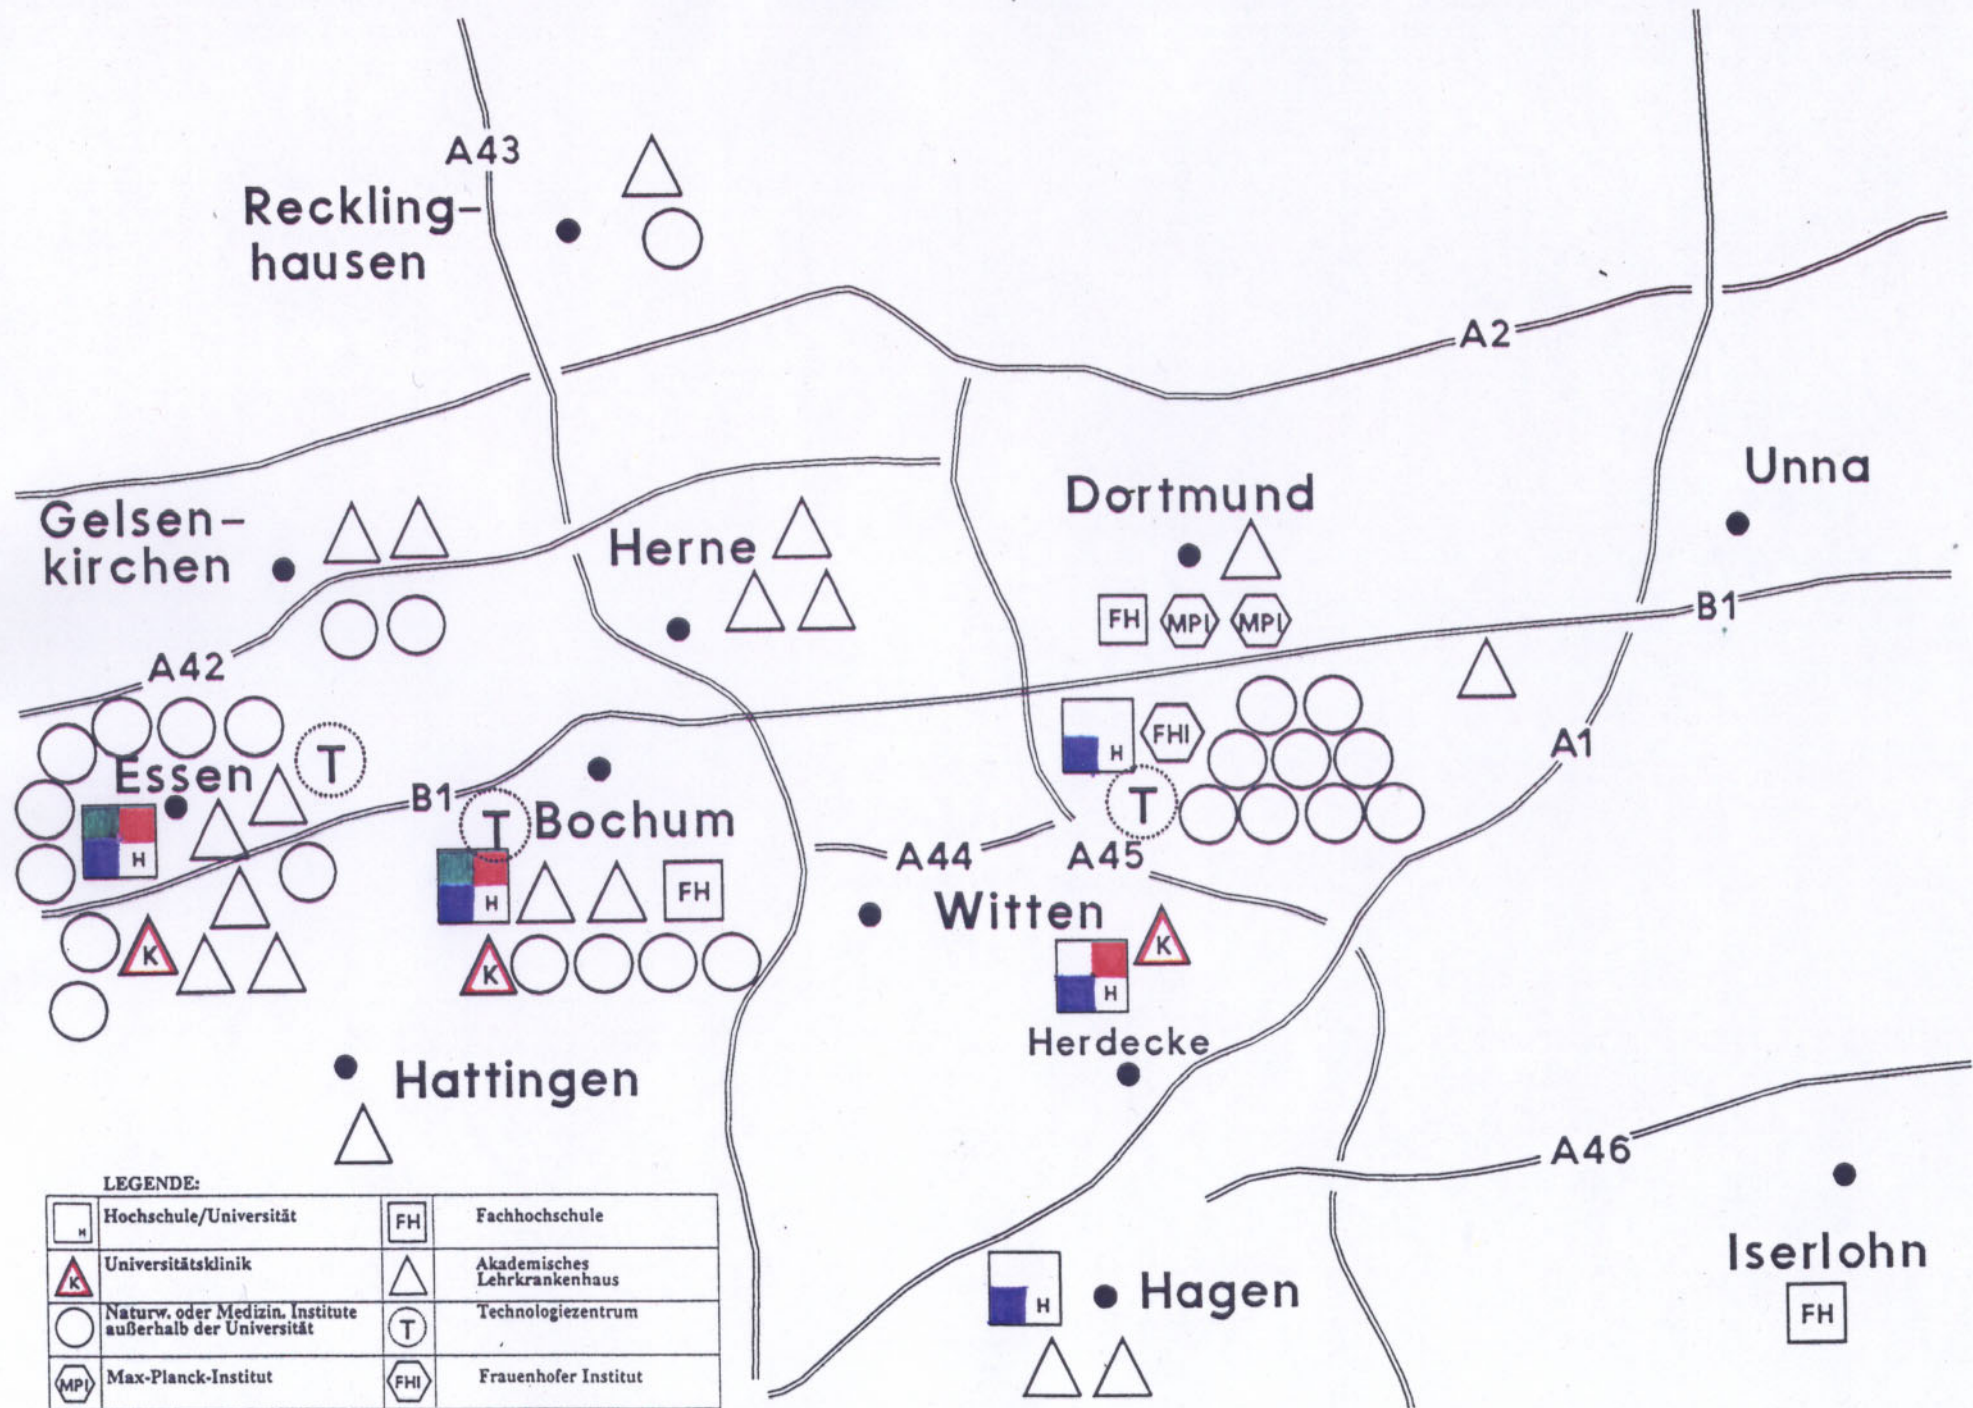 A43
Reckling-
hausen
A2
Unna
Dortmund
Gelsen-
kirchen
Herne
FH
MPI
MPI
B1
A42
H
FHI
A1
Essen
T
B1
T
Bochum
T
H
A44
A45
H
FH
Witten
K
K
K
H
Herdecke
Hattingen
A46
LEGENDE:
H Hochschule/Universität FH Fachhochschule
K Universitätsklinik Akademisches
Lehrkrankenhaus
Naturw. oder Medizin. Institute
außerhalb der Universität
T Technologiezentrum
MPI Max-Planck-Institut FHI Frauenhofer Institut
H
Hagen
Iserlohn
FH